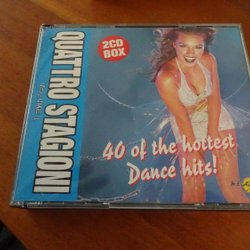 QUATTRO STAGIONI
2CD
BOX
40 of the hottest
Dance hits!